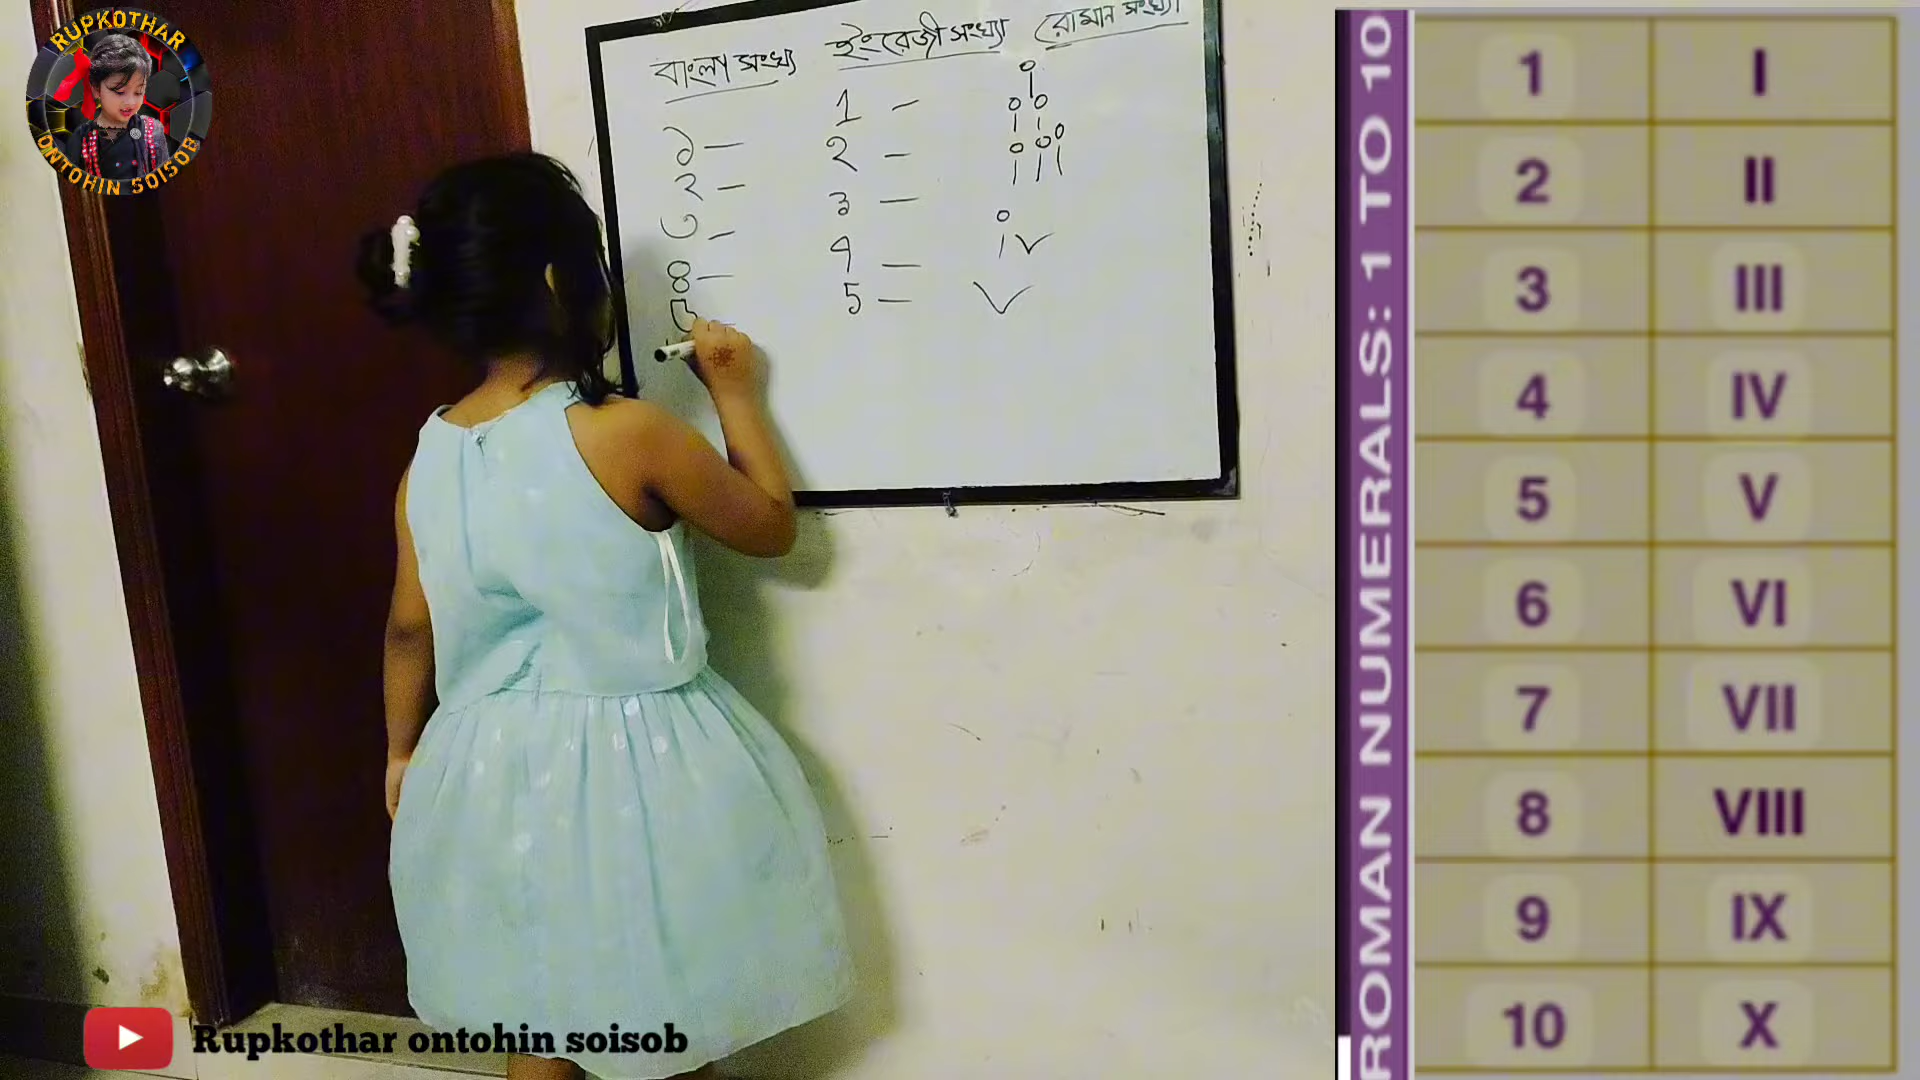 RUPKOTHAR
ONTOHIN SOISOB
বাংলা সংখ্য ইংরেজী সংখ্যা রোমান সংখ্যা
১ — 1 — i
২ — 2 — ii
৩ — 3 — iii
৪ — 4 — iv
৫ — 5 — V
Rupkothar ontohin soisob
ROMAN NUMERALS: 1 TO 10
1 I
2 II
3 III
4 IV
5 V
6 VI
7 VII
8 VIII
9 IX
10 X